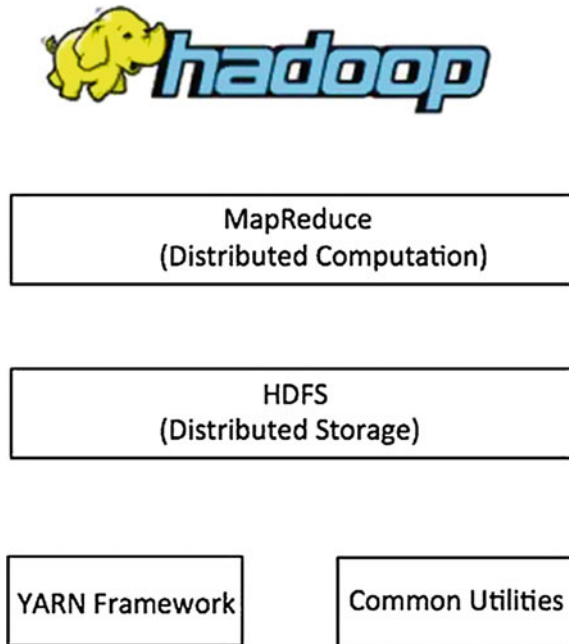 hadoop
MapReduce
(Distributed Computation)
HDFS
(Distributed Storage)
YARN Framework
Common Utilities